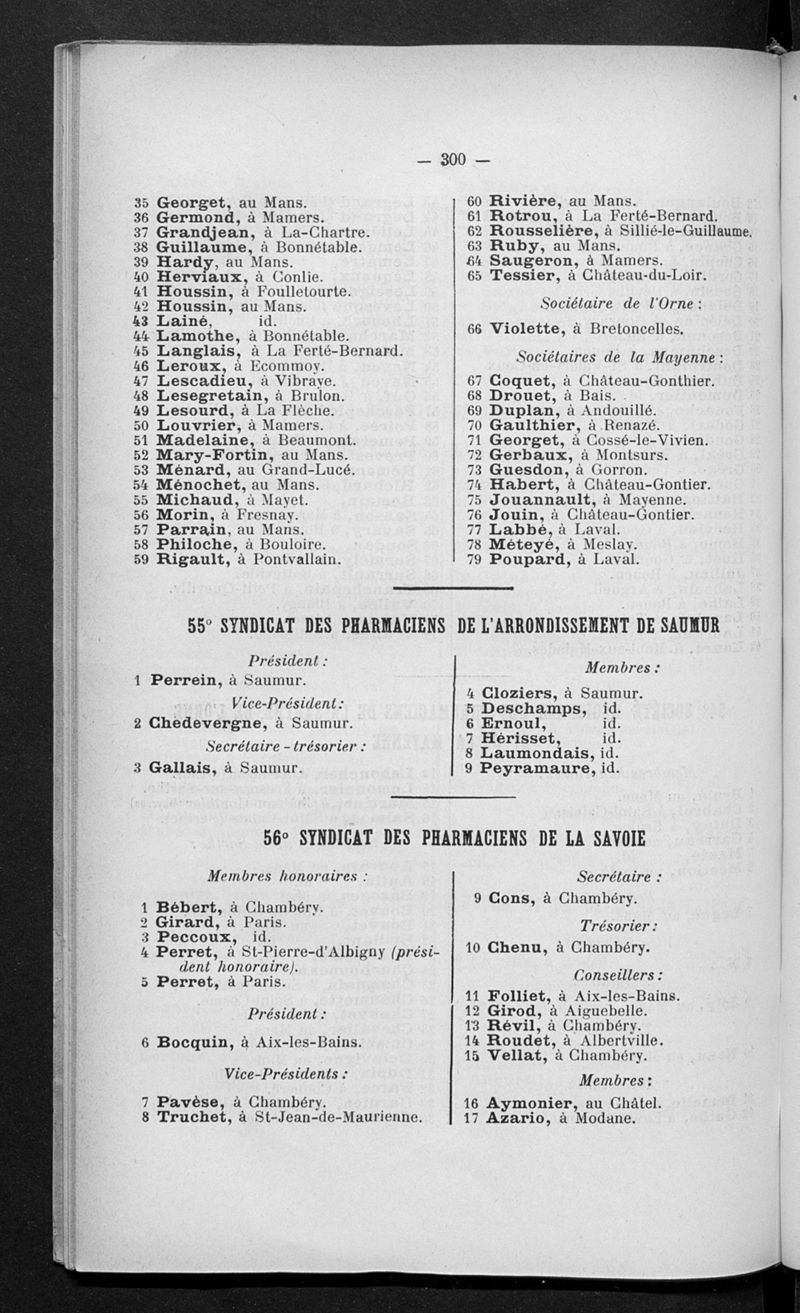 — 300 —
35 Georget, au Mans.
36 Germond, à Mamers.
37 Grandjean, à La-Chartre.
38 Guillaume, à Bonnétable.
39 Hardy, au Mans.
40 Herviaux, à Conlie.
41 Houssin, à Foulletourte.
42 Houssin, au Mans.
43 Lainé, id.
44 Lamothe, à Bonnétable.
45 Langlais, à La Ferté-Bernard.
46 Leroux, à Ecommoy.
47 Lescadieu, à Vibraye.
48 Lesegretain, à Brulon.
49 Lesourd, à La Flèche.
50 Louvrier, à Mamers.
51 Madelaine, à Beaumont.
52 Mary-Fortin, au Mans.
53 Ménard, au Grand-Lucé.
54 Ménochet, au Mans.
55 Michaud, à Mayet.
56 Morin, à Fresnay.
57 Parrain, au Mans.
58 Philoche, à Bouloire.
59 Rigault, à Pontvallain.
60 Rivière, au Mans.
61 Rotrou, à La Ferté-Bernard.
62 Rousselière, à Sillié-le-Guillaume.
63 Ruby, au Mans.
64 Saugeron, à Mamers.
65 Tessier, à Château-du-Loir.
Sociétaire de l'Orne :
66 Violette, à Bretoncelles.
Sociétaires de la Mayenne :
67 Coquet, à Château-Gonthier.
68 Drouet, à Bais.
69 Duplan, à Andouillé.
70 Gaulthier, à Renazé.
71 Georget, à Cossé-le-Vivien.
72 Gerbaux, à Montsurs.
73 Guesdon, à Gorron.
74 Habert, à Château-Gontier.
75 Jouannault, à Mayenne.
76 Jouin, à Château-Gontier.
77 Labbé, à Laval.
78 Méteyé, à Meslay.
79 Poupard, à Laval.
55° SYNDICAT DES PHARMACIENS DE L'ARRONDISSEMENT DE SAUMUR
Président :
1 Perrein, à Saumur.
Vice-Président :
2 Chedevergne, à Saumur.
Secrétaire - trésorier :
3 Gallais, à Saumur.
Membres :
4 Cloziers, à Saumur.
5 Deschamps, id.
6 Ernoul, id.
7 Hérisset, id.
8 Laumondais, id.
9 Peyramaure, id.
56° SYNDICAT DES PHARMACIENS DE LA SAVOIE
Membres honoraires :
1 Bébert, à Chambéry.
2 Girard, à Paris.
3 Peccoux, id.
4 Perret, à St-Pierre-d'Albigny (prési-
dent honoraire).
5 Perret, à Paris.
Président :
6 Bocquin, à Aix-les-Bains.
Vice-Présidents :
7 Pavèse, à Chambéry.
8 Truchet, à St-Jean-de-Maurienne.
Secrétaire :
9 Cons, à Chambéry.
Trésorier :
10 Chenu, à Chambéry.
Conseillers :
11 Folliet, à Aix-les-Bains.
12 Girod, à Aiguebelle.
13 Révil, à Chambéry.
14 Roudet, à Albertville.
15 Vellat, à Chambéry.
Membres :
16 Aymonier, au Châtel.
17 Azario, à Modane.